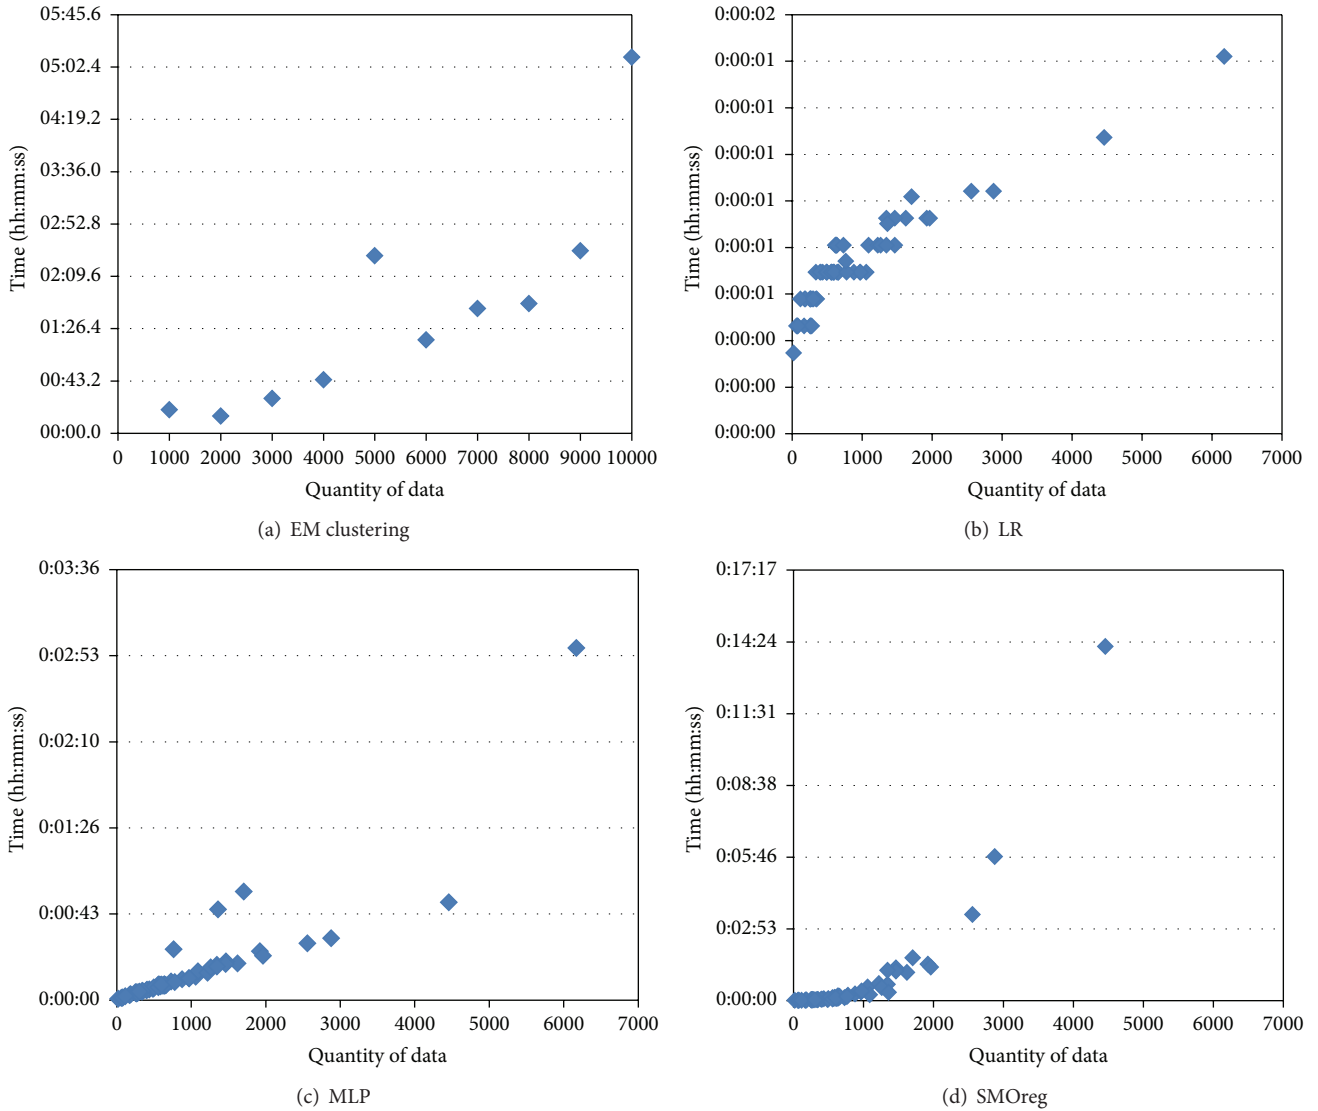 05:45.6
05:02.4
04:19.2
03:36.0
02:52.8
02:09.6
01:26.4
00:43.2
00:00.0
Time (hh:mm:ss)
0 1000 2000 3000 4000 5000 6000 7000 8000 9000 10000
Quantity of data
(a) EM clustering
0:00:02
0:00:01
0:00:01
0:00:01
0:00:01
0:00:01
0:00:01
0:00:00
0:00:00
0:00:00
Time (hh:mm:ss)
0 1000 2000 3000 4000 5000 6000 7000
Quantity of data
(b) LR
0:03:36
0:02:53
0:02:10
0:01:26
0:00:43
0:00:00
Time (hh:mm:ss)
0 1000 2000 3000 4000 5000 6000 7000
Quantity of data
(c) MLP
0:17:17
0:14:24
0:11:31
0:08:38
0:05:46
0:02:53
0:00:00
Time (hh:mm:ss)
0 1000 2000 3000 4000 5000 6000 7000
Quantity of data
(d) SMOreg